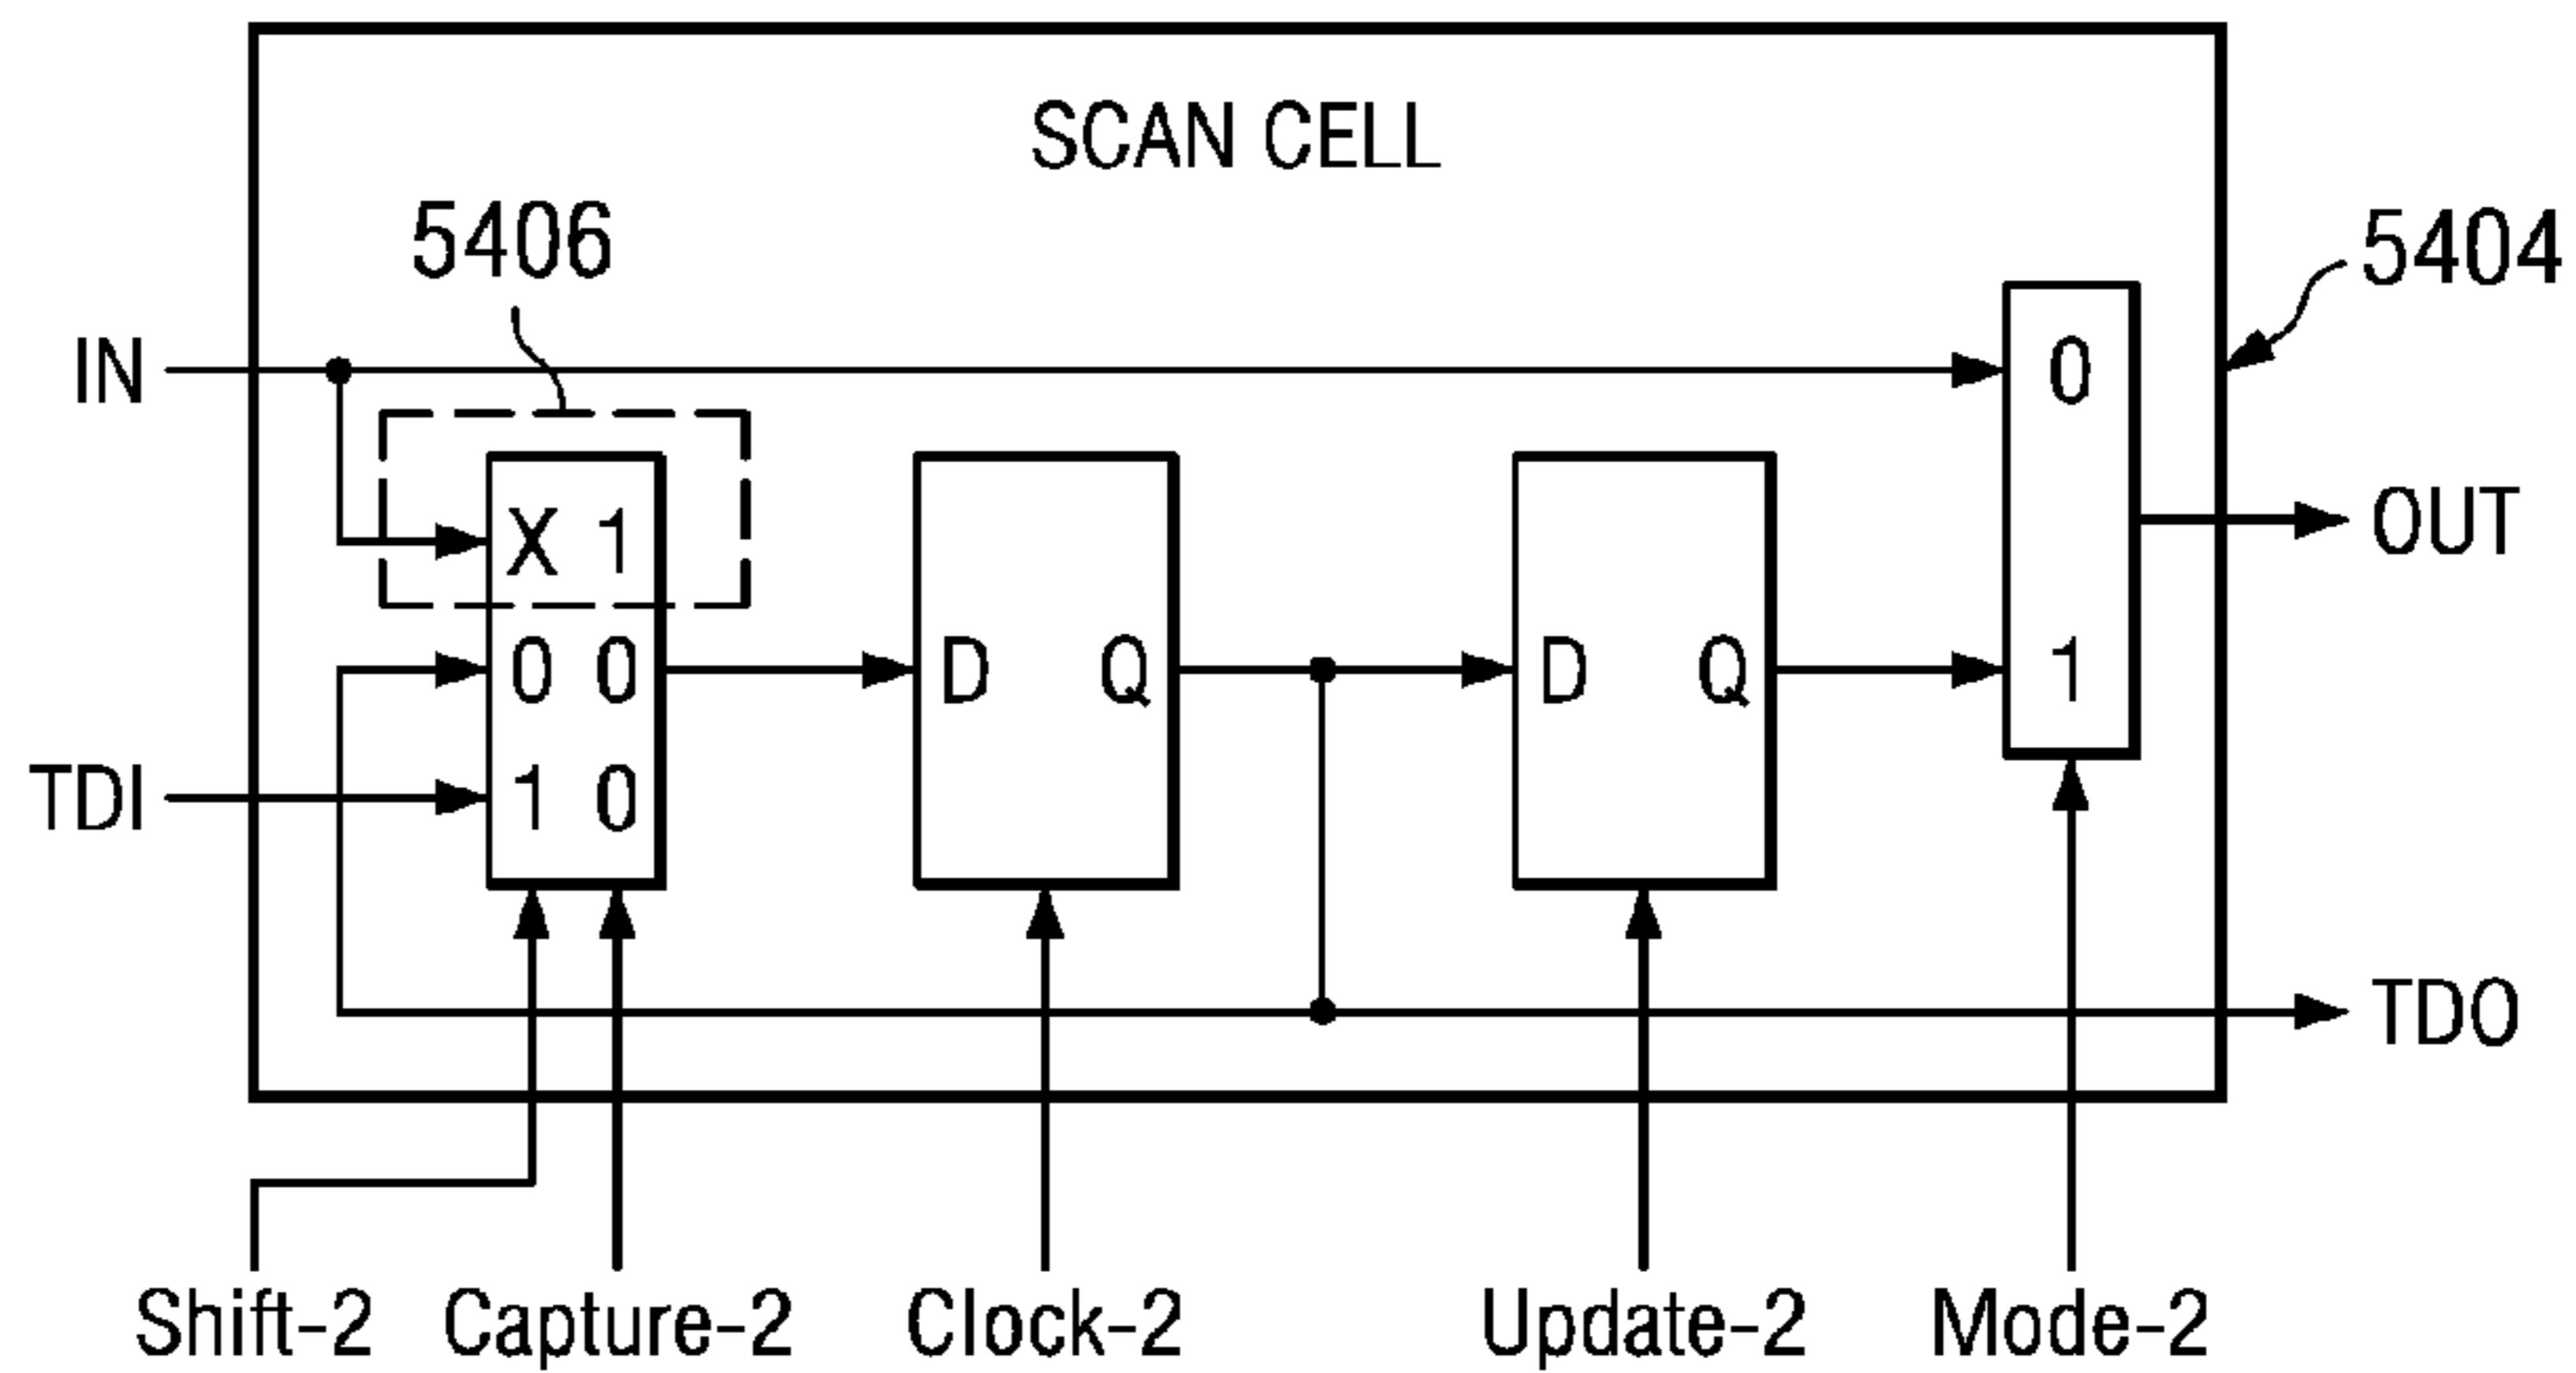 SCAN CELL
5406
5404
IN
0
X 1
OUT
0 0
D Q
D Q
1
TDI
1 0
TDO
Shift-2
Capture-2
Clock-2
Update-2
Mode-2